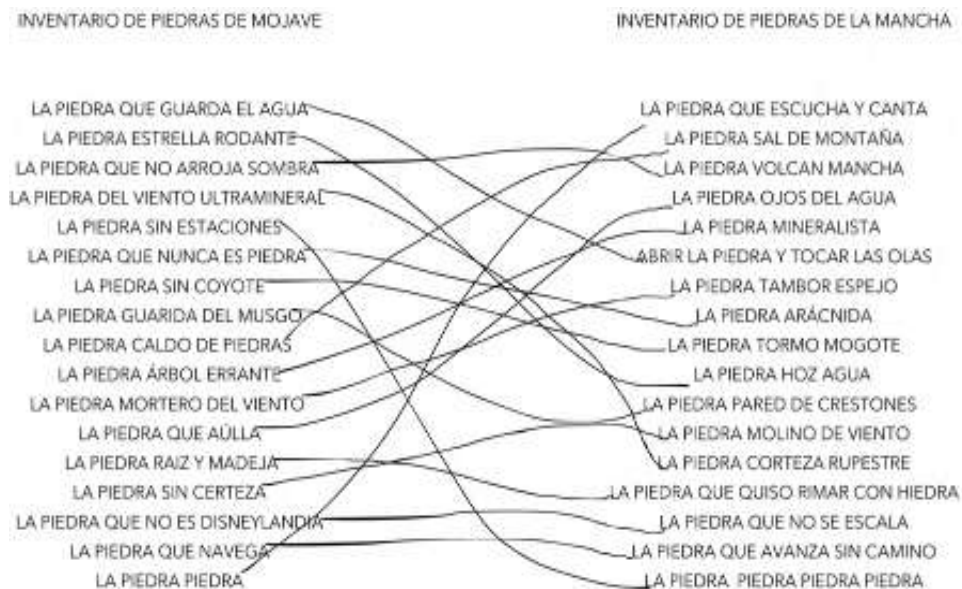 INVENTARIO DE PIEDRAS DE MOJAVE
LA PIEDRA QUE GUARDA EL AGUA
LA PIEDRA ESTRELLA RODANTE
LA PIEDRA QUE NO ARROJA SOMBRA
LA PIEDRA DEL VIENTO ULTRAMINERAL
LA PIEDRA SIN ESTACIONES
LA PIEDRA QUE NUNCA ES PIEDRA
LA PIEDRA SIN COYOTE
LA PIEDRA GUARIDA DEL MUSGO
LA PIEDRA CALDO DE PIEDRAS
LA PIEDRA ÁRBOL ERRANTE
LA PIEDRA MORTERO DEL VIENTO
LA PIEDRA QUE AÚLLA
LA PIEDRA RAIZ Y MADEJA
LA PIEDRA SIN CERTEZA
LA PIEDRA QUE NO ES DISNEYLANDIA
LA PIEDRA QUE NAVEGA
LA PIEDRA PIEDRA
INVENTARIO DE PIEDRAS DE LA MANCHA
LA PIEDRA QUE ESCUCHA Y CANTA
LA PIEDRA SAL DE MONTAÑA
LA PIEDRA VOLCAN MANCHA
LA PIEDRA OJOS DEL AGUA
LA PIEDRA MINERALISTA
ABRIR LA PIEDRA Y TOCAR LAS OLAS
LA PIEDRA TAMBOR ESPEJO
LA PIEDRA ARÁCNIDA
LA PIEDRA TORMO MOGOTE
LA PIEDRA HOZ AGUA
LA PIEDRA PARED DE CRESTONES
LA PIEDRA MOLINO DE VIENTO
LA PIEDRA CORTEZA RUPESTRE
LA PIEDRA QUE QUISO RIMAR CON HIEDRA
LA PIEDRA QUE NO SE ESCALA
LA PIEDRA QUE AVANZA SIN CAMINO
LA PIEDRA PIEDRA PIEDRA PIEDRA